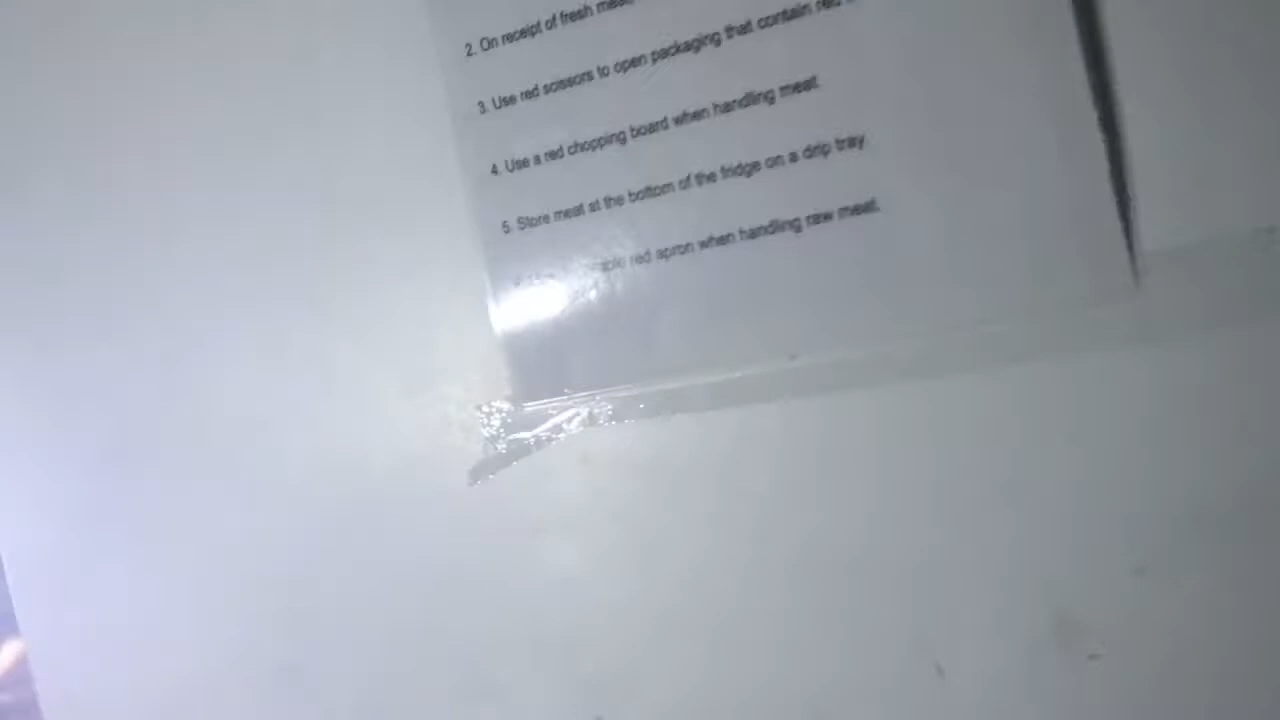 2. On receipt of fresh meat,
3. Use red scissors to open packaging that contain red
4. Use a red chopping board when handling meat.
5. Store meat at the bottom of the fridge on a drip tray
red apron when handling raw meat.